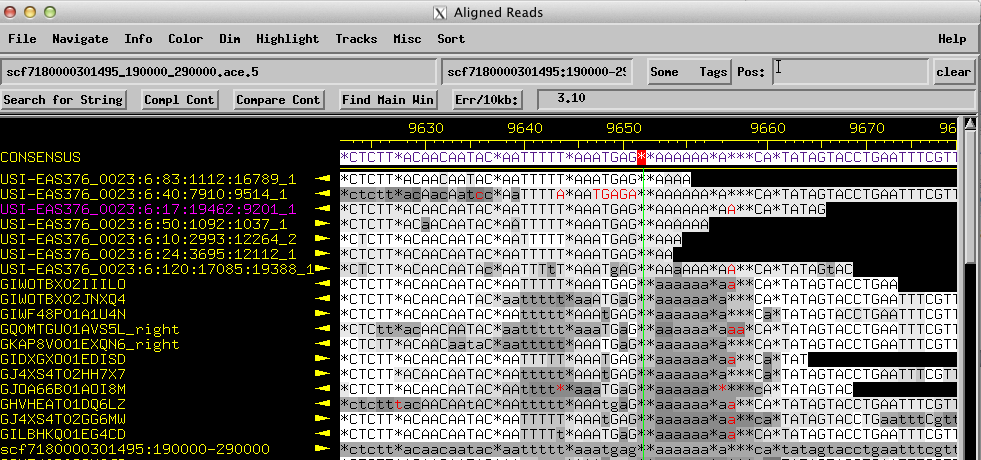 Aligned Reads
File Navigate Info Color Dim Highlight Tracks Misc Sort Help
scf7180000301495_190000_290000.ace.5 scf7180000301495:190000-29 Some Tags Pos: clear
Search for String Compl Cont Compare Cont Find Main Win Err/10kb: 3.10
9630 9640 9650 9660 9670 96
CONSENSUS *CTCTT*ACAACAATAC*AATTTTT*AAATGAG**AAAAAA*A***CA*TATAGTACCTGAATTTCGTT
USI-EAS376_0023:6:83:1112:16789_1 *CTCTT*ACAACAATAC*AATTTTT*AAATGAG**AAAA
USI-EAS376_0023:6:40:7910:9514_1 *ctctt*acAacAatcc*AaTTTTTA*AATGAGA**AAAAAA*A***CA*TATAGTACCTGAATTTCGTT
USI-EAS376_0023:6:17:19462:9201_1 *CTCTT*ACAACAATAC*AATTTTT*AAATGAG**AAAAAA*AA***CA*TATAG
USI-EAS376_0023:6:50:1092:1037_1 *CTCTT*ACaACAATAC*AATTTTT*AAATGAG**AAAAAA
USI-EAS376_0023:6:10:2993:12264_2 *CTCTT*ACAACAATAC*AATTTTT*AAATGAG**AAA
USI-EAS376_0023:6:24:3695:12112_1 *CTCTT*ACAACAATAC*AATTTTT*AAATGAG**AA
USI-EAS376_0023:6:120:17085:19388_1 *CTCTT*ACAACAATAc*AATTTTt*AAATgAG**AAaAAA*AA***CA*TATAGtAC
GIWOTBX02IIILO *CTCTT*ACAACAATAC*AATTTTT*AAATGAG**aaaaaa*aa***CA*TATAGTACCTGAA
GIWOTBX02JNXQ4 *CTCTT*ACAACAATAC*aattttt*aaATGaG**aaaaaa*a***CA*TATAGTACCTGAATTTCGTT
GIWF48P01A1U4N *CTCTT*ACAACAATAC*AATTTTT*AAAtGAG**aaaaaa*a***Ca*TATAGTACCTGAATTTCGTT
GQOMTGU01AVS5L_right *CTCtt*acAACAATAC*AAttttt*AAAtGAG**aaaaaa*aaa**CA*TATAGTACCTGAATTTCGTT
GKAP8VO01EXQN6_right *CTCTT*ACAACaataC*AAttttt*AAATGAG**aaaaaa*a***CA*TATAGTACCTGAATTTCGTT
GIDXGXO01EDISD *CTCTT*ACAACAATAC*AATTTTT*AAATGAG**aaaaaa*aa***Ca*TAT
GJ4XS4T02HH7X7 *CTCTT*ACAACAATAC*AAttttt*AAATGAG**aaaaaa*a***CA*TATAGTACCTGAATTTCGTT
GJOA66B01AOI8M *CTCTT*ACAACAATAC*AAtttt**aaaTGAG**aaaaaa*****cA*TATAGTAC
GHVHEAT01DQ6LZ *ctcttt*acAACAATAC*AAttttt*AAAtgaG**aaaaaa*aa***CA*TATAGTACCTGAATTTCGTT
GJ4XS4T02GG6MW *CTCTT*ACAACAATAC*AAttttt*AAATGaG**aaaaaa*aa***CA*TATAGTACCTGaatttCgtt
GILBHKQ01EG4CD *CTCTT*ACAACAATAC*AATTTTt*AAATGAG**aaaaaa*aa***CA*TATAGTACCTGAATTTCGTT
scf7180000301495:190000-290000 *ctctt*acaacaatac*aattttt*aaatgag**aaaaaa*a***ca*tatagtacctgaatttcgtt